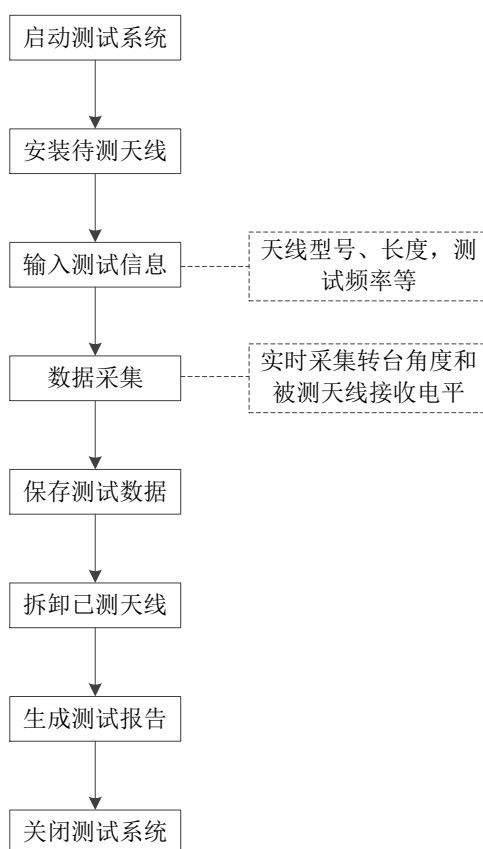 启动测试系统
安装待测天线
输入测试信息
天线型号、长度，测
试频率等
数据采集
实时采集转台角度和
被测天线接收电平
保存测试数据
拆卸已测天线
生成测试报告
关闭测试系统